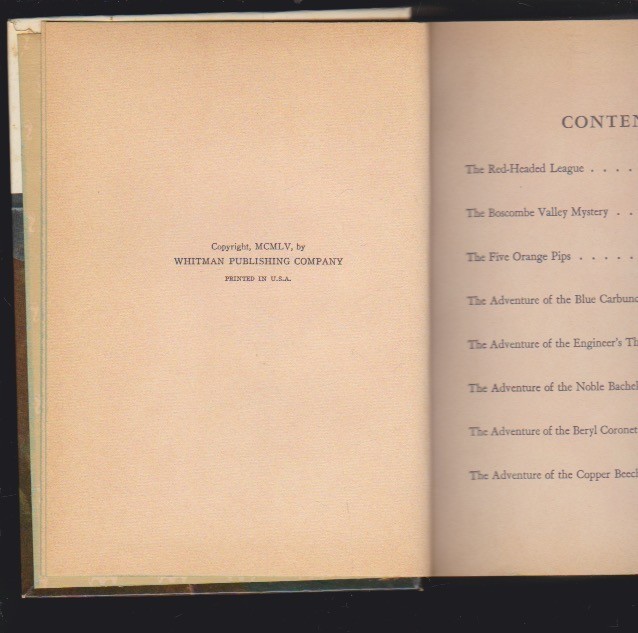 Copyright, MCMLV, by
WHITMAN PUBLISHING COMPANY
PRINTED IN U.S.A.
CONTEN
The Red-Headed League . . . .
The Boscombe Valley Mystery . .
The Five Orange Pips . . . . .
The Adventure of the Blue Carbunc
The Adventure of the Engineer's Th
The Adventure of the Noble Bachel
The Adventure of the Beryl Coronet
The Adventure of the Copper Beech